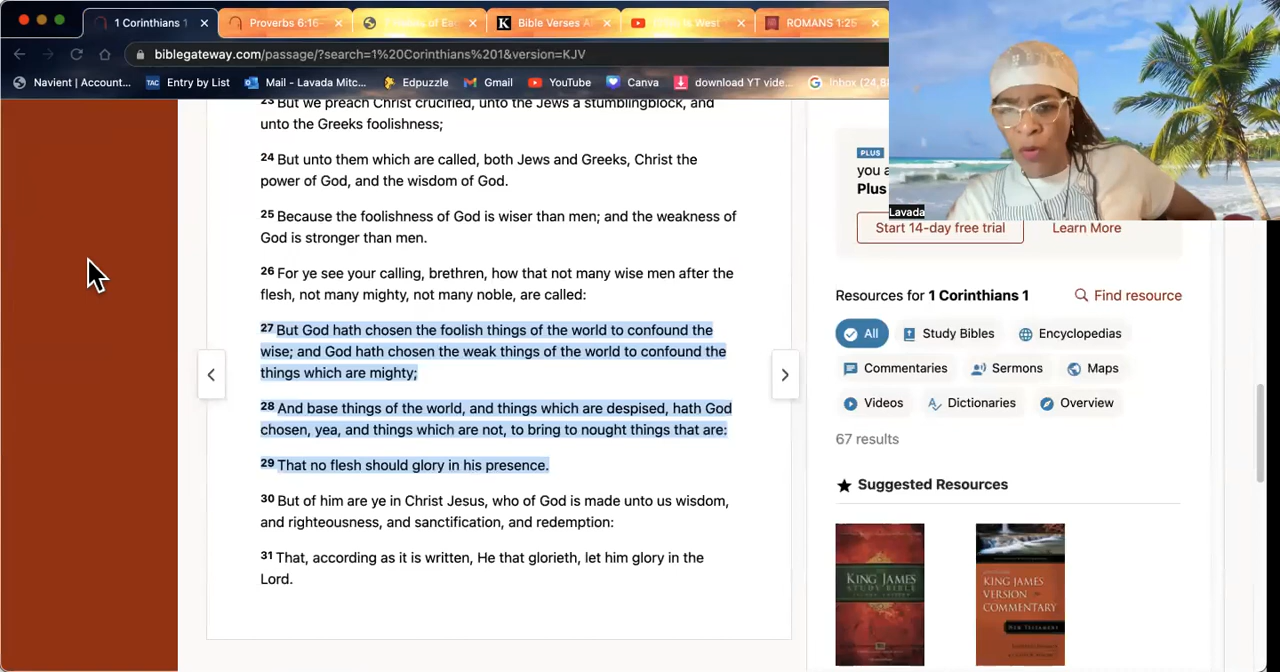 1 Corinthians 1
Proverbs 6:16-
Bible Verses A
West
ROMANS 1:25
biblegateway.com/passage/?search=1%20Corinthians%201&version=KJV
Navient | Account...
TAC Entry by List
Mail - Lavada Mitc...
Edpuzzle
Gmail
YouTube
Canva
download YT vide...
Inbox (24,8
23 But we preach Christ crucified, unto the Jews a stumblingblock, and
unto the Greeks foolishness;
24 But unto them which are called, both Jews and Greeks, Christ the
power of God, and the wisdom of God.
25 Because the foolishness of God is wiser than men; and the weakness of
God is stronger than men.
26 For ye see your calling, brethren, how that not many wise men after the
flesh, not many mighty, not many noble, are called:
27 But God hath chosen the foolish things of the world to confound the
wise; and God hath chosen the weak things of the world to confound the
things which are mighty;
28 And base things of the world, and things which are despised, hath God
chosen, yea, and things which are not, to bring to nought things that are:
29 That no flesh should glory in his presence.
30 But of him are ye in Christ Jesus, who of God is made unto us wisdom,
and righteousness, and sanctification, and redemption:
31 That, according as it is written, He that glorieth, let him glory in the
Lord.
Lavada
PLUS
you a
Plus
Start 14-day free trial
Learn More
Resources for 1 Corinthians 1
Find resource
All
Study Bibles
Encyclopedias
Commentaries
Sermons
Maps
Videos
Dictionaries
Overview
67 results
Suggested Resources
KING JAMES
STUDY BIBLE
KING JAMES
VERSION
COMMENTARY
NEW TESTAMENT